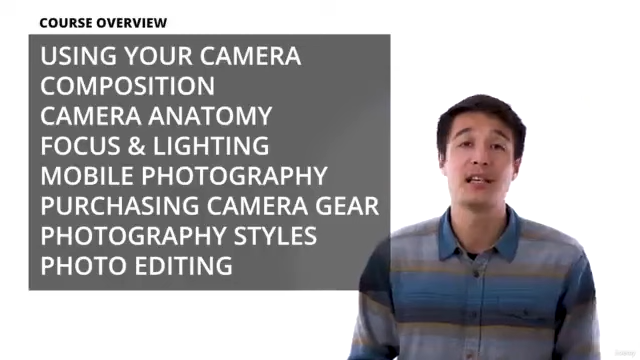 COURSE OVERVIEW
USING YOUR CAMERA
COMPOSITION
CAMERA ANATOMY
FOCUS & LIGHTING
MOBILE PHOTOGRAPHY
PURCHASING CAMERA GEAR
PHOTOGRAPHY STYLES
PHOTO EDITING